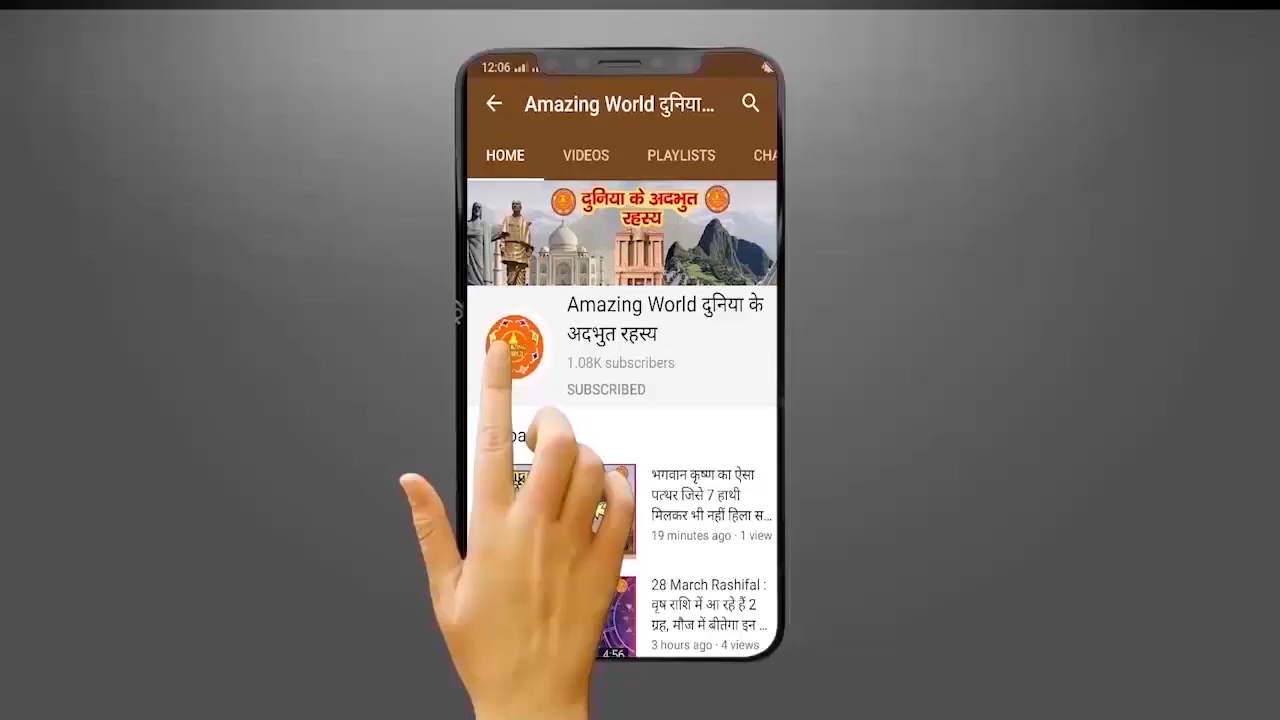 12:06
Amazing World दुनिया...
HOME VIDEOS PLAYLISTS CHA
दुनिया के अदभुत
रहस्य
Amazing World दुनिया के
अदभुत रहस्य
1.08K subscribers
SUBSCRIBED
भगवान कृष्ण का ऐसा
पत्थर जिसे 7 हाथी
मिलकर भी नहीं हिला स...
19 minutes ago · 1 view
28 March Rashifal :
वृष राशि में आ रहे हैं 2
ग्रह, मौज में बीतेगा इन ...
3 hours ago · 4 views
4:56